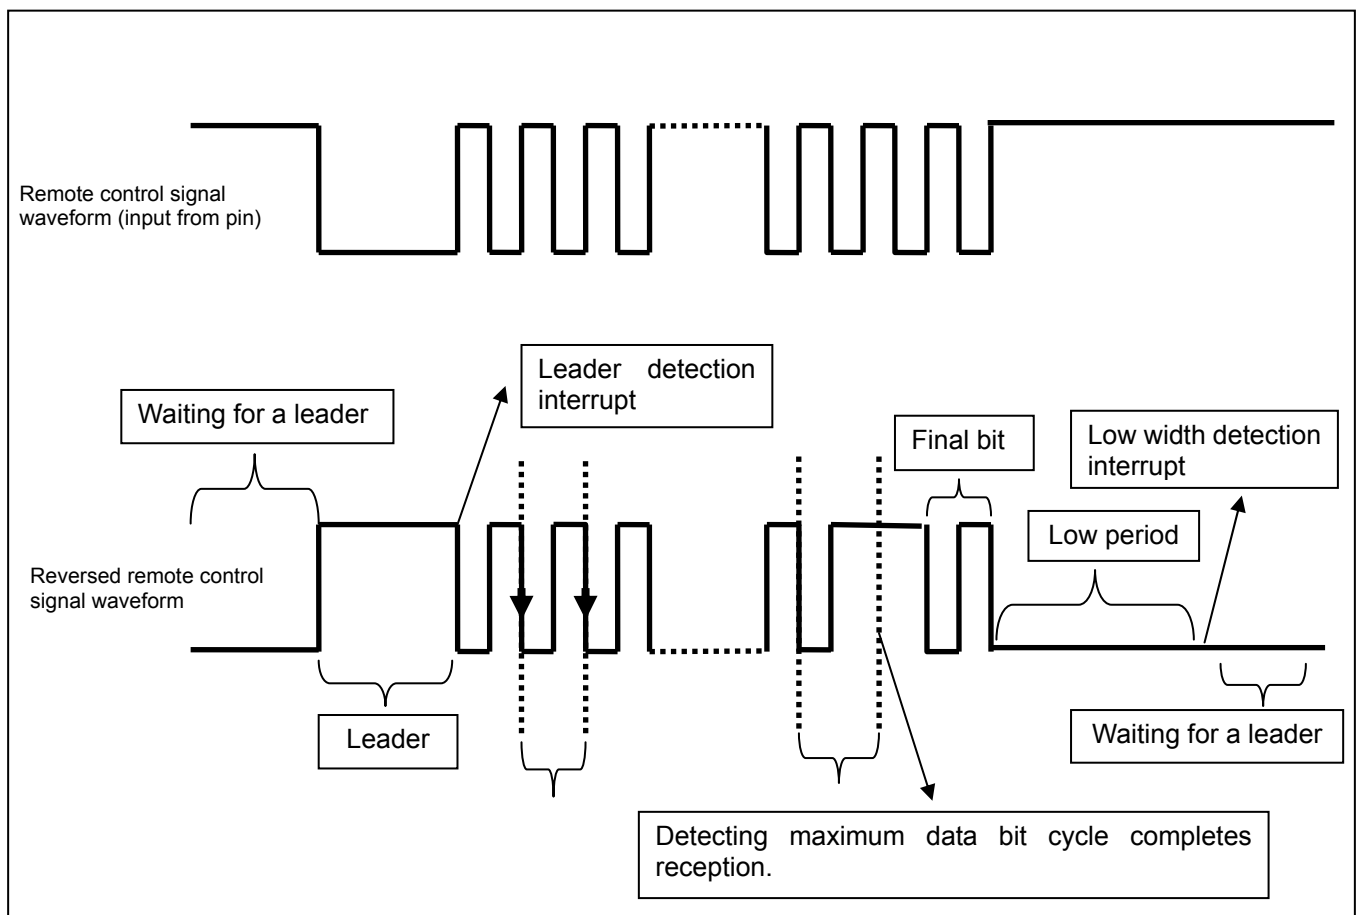 Remote control signal
waveform (input from pin)
Leader detection
interrupt
Waiting for a leader
Final bit
Low width detection
interrupt
Low period
Reversed remote control
signal waveform
Leader
Waiting for a leader
Detecting maximum data bit cycle completes
reception.